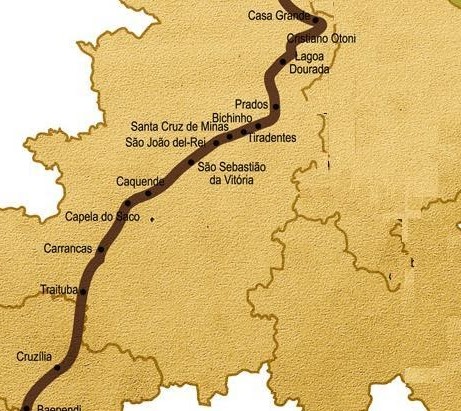 Casa Grande
Cristiano Otoni
Lagoa
Dourada
Prados
Bichinho
Santa Cruz de Minas
Tiradentes
São João del-Rei
São Sebastião
da Vitória
Caquende
Capela do Saco
Carrancas
Traituba
Cruzília
Baependi